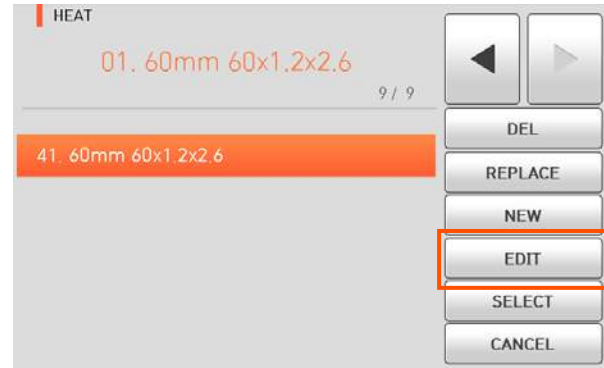 HEAT
01. 60mm 60x1.2x2.6
9 / 9
41. 60mm 60x1.2x2.6
DEL
REPLACE
NEW
EDIT
SELECT
CANCEL